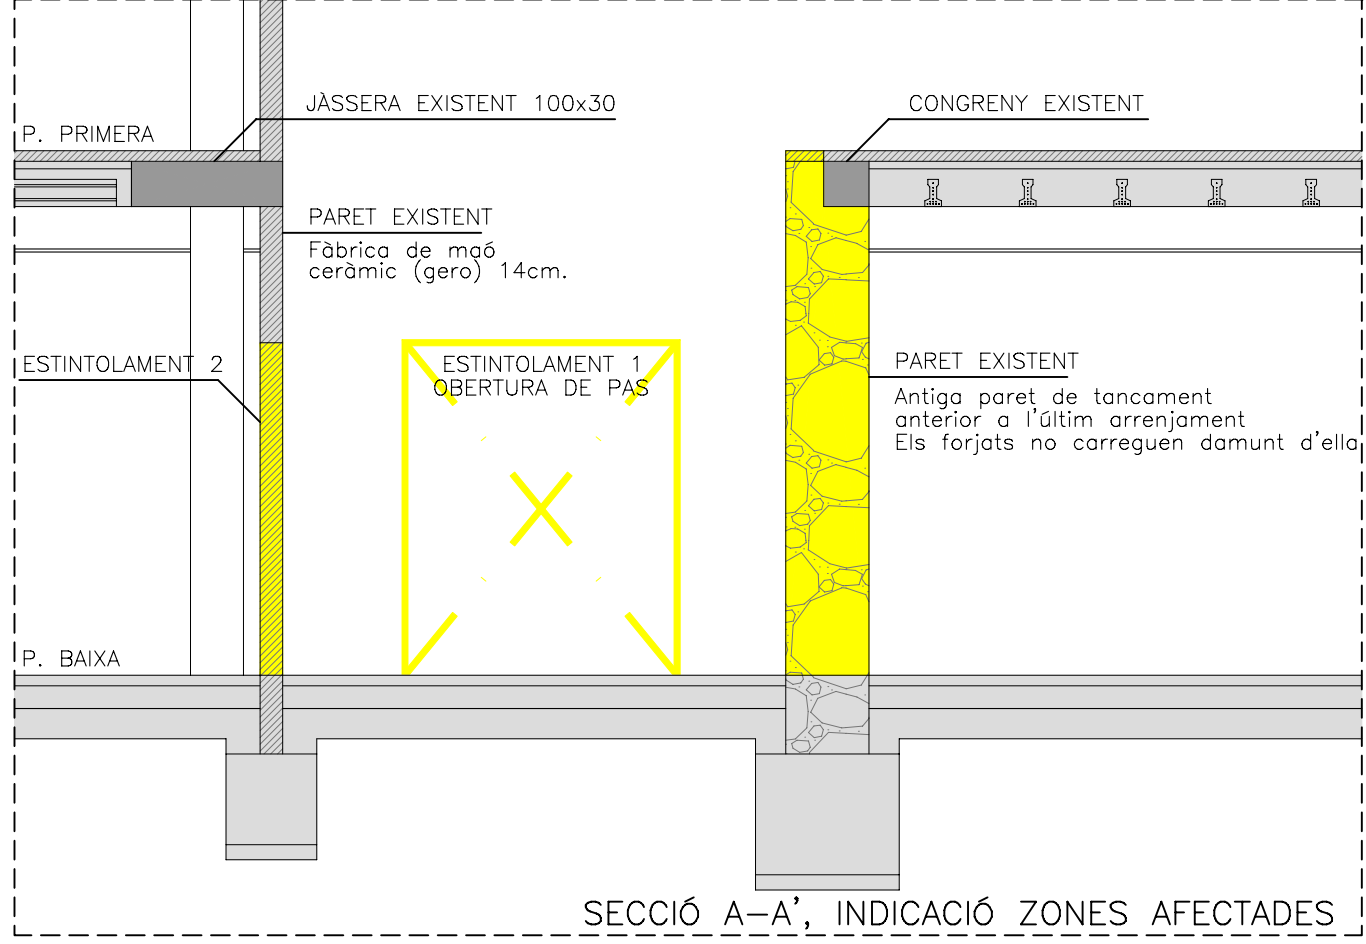 JÀSSERA EXISTENT 100x30
CONGRENY EXISTENT
P. PRIMERA
PARET EXISTENT
Fàbrica de maó
ceràmic (gero) 14cm.
ESTINTOLAMENT 2
ESTINTOLAMENT 1
OBERTURA DE PAS
PARET EXISTENT
Antiga paret de tancament
anterior a l'últim arrenjament
Els forjats no carreguen damunt d'ella
P. BAIXA
SECCIÓ A-A', INDICACIÓ ZONES AFECTADES